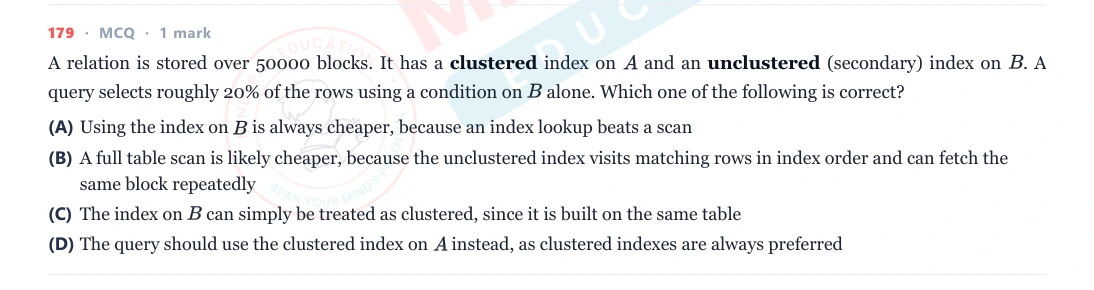 179 · MCQ · 1 mark
A relation is stored over 50000 blocks. It has a clustered index on A and an unclustered (secondary) index on B. A
query selects roughly 20% of the rows using a condition on B alone. Which one of the following is correct?
(A) Using the index on B is always cheaper, because an index lookup beats a scan
(B) A full table scan is likely cheaper, because the unclustered index visits matching rows in index order and can fetch the
same block repeatedly
(C) The index on B can simply be treated as clustered, since it is built on the same table
(D) The query should use the clustered index on A instead, as clustered indexes are always preferred
EDUC
EDUCATION
SPAN YOUR MIND'S